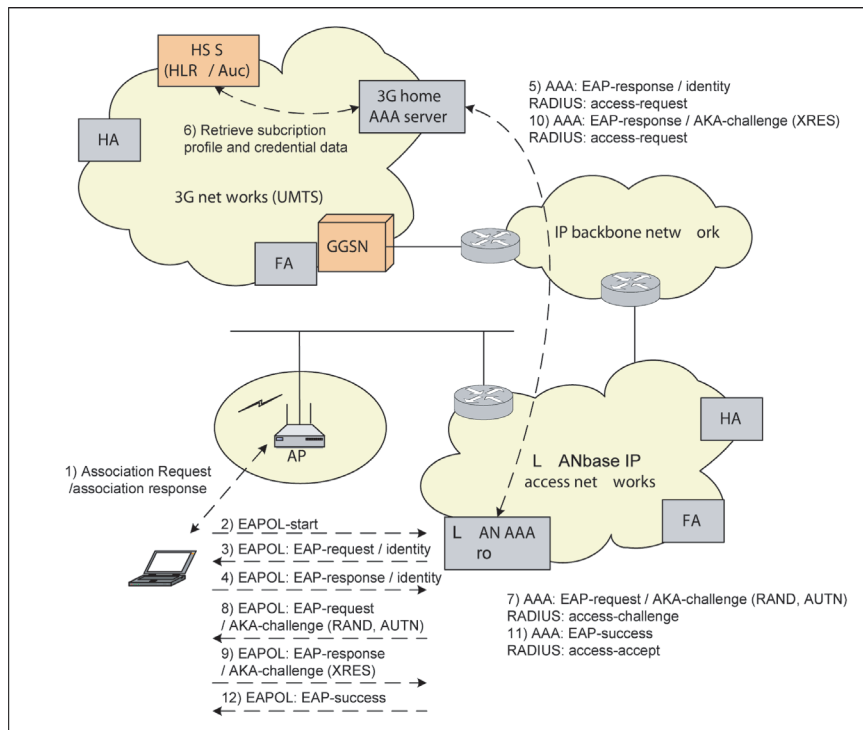 HS S
(HLR / Auc)
3G home
AAA server
5) AAA: EAP-response / identity
RADIUS: access-request
10) AAA: EAP-response / AKA-challenge (XRES)
RADIUS: access-request
HA
6) Retrieve subcription
profile and credential data
3G net works (UMTS)
FA
GGSN
IP backbone netw ork
AP
1) Association Request
/association response
HA
L ANbase IP
access net works
FA
L AN AAA
ro
2) EAPOL-start
3) EAPOL: EAP-request / identity
4) EAPOL: EAP-response / identity
8) EAPOL: EAP-request
/ AKA-challenge (RAND, AUTN)
9) EAPOL: EAP-response
/ AKA-challenge (XRES)
12) EAPOL: EAP-success
7) AAA: EAP-request / AKA-challenge (RAND, AUTN)
RADIUS: access-challenge
11) AAA: EAP-success
RADIUS: access-accept